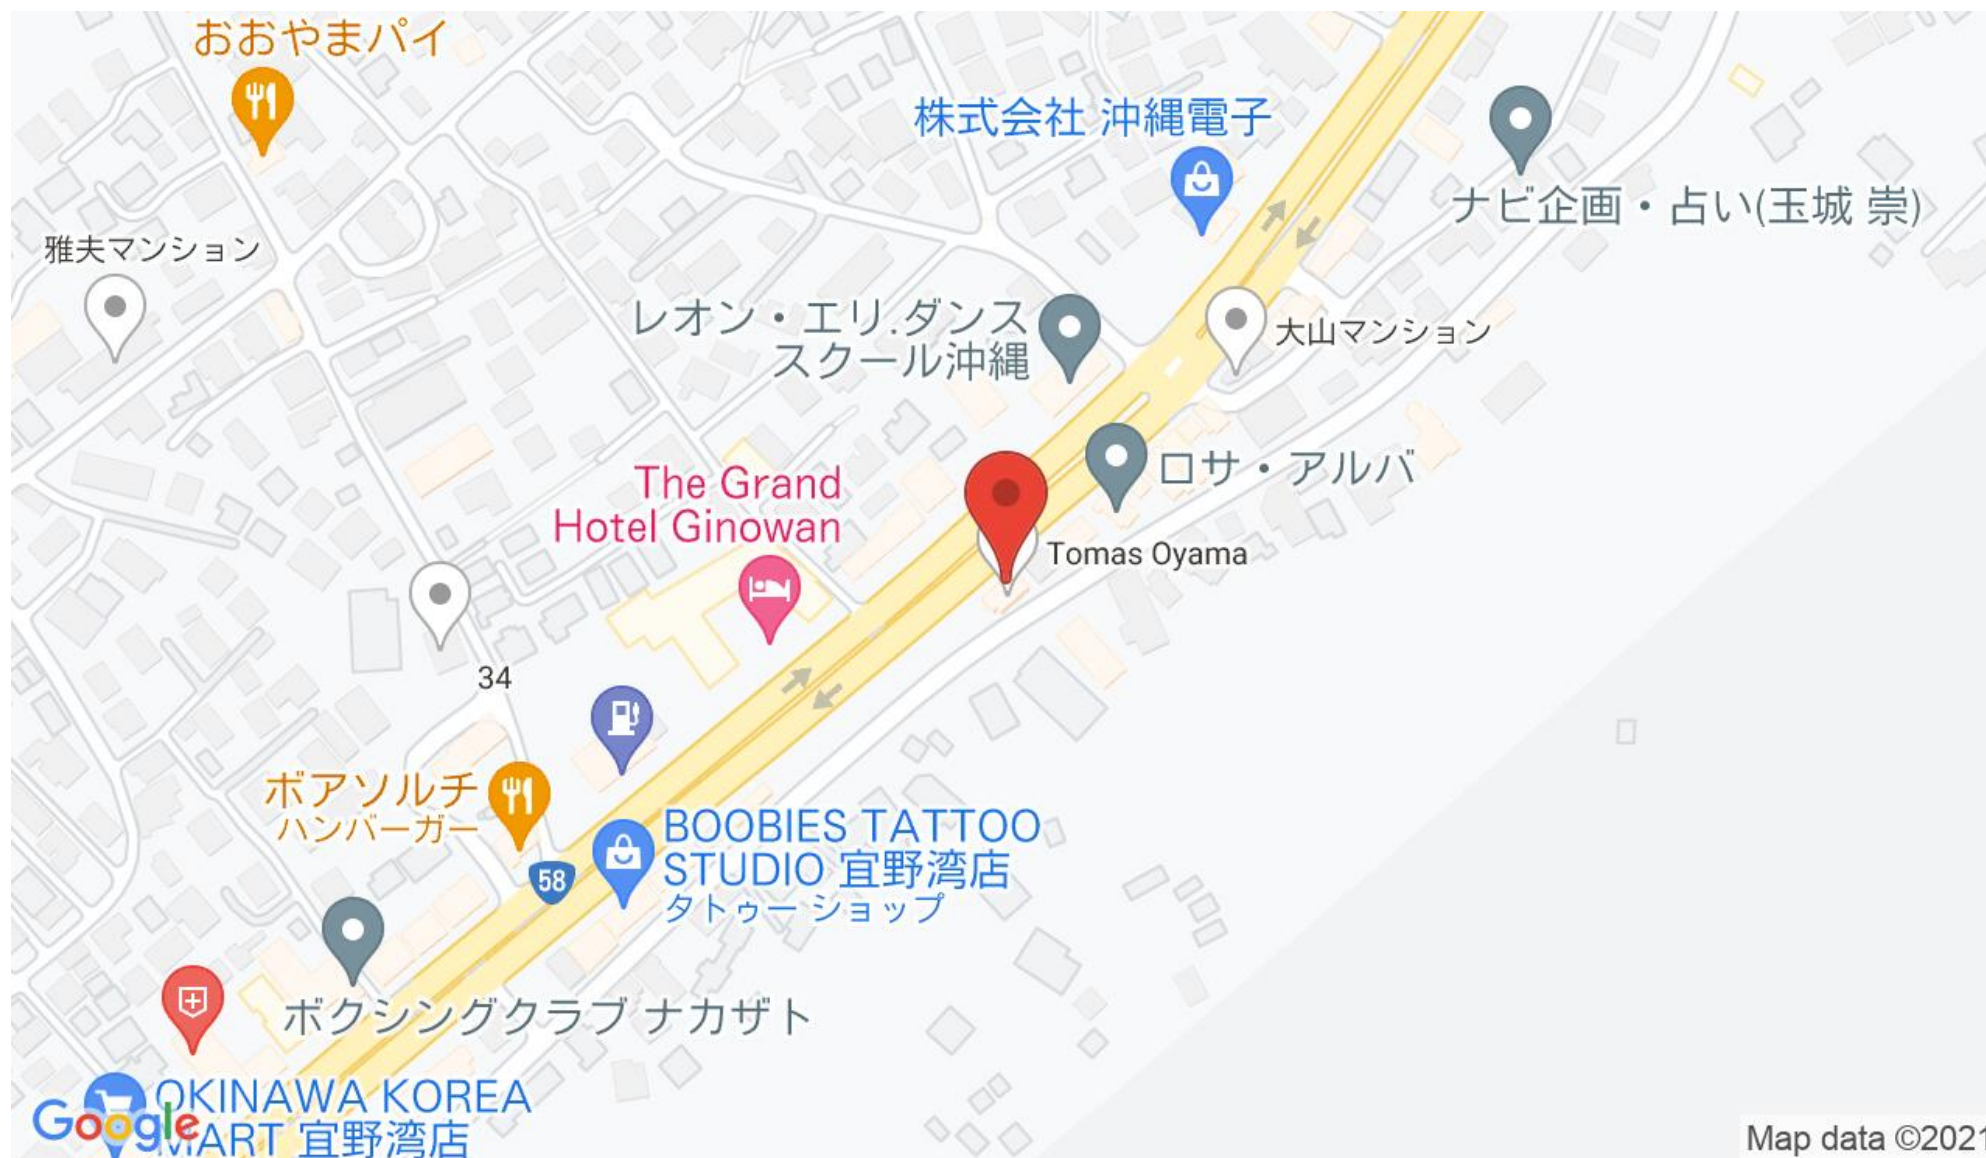 おおやまパイ
株式会社 沖縄電子
ナビ企画・占い(玉城 崇)
雅夫マンション
レオン・エリ.ダンス
スクール沖縄
大山マンション
ロサ・アルバ
The Grand
Hotel Ginowan
Tomas Oyama
34
ボアソルチ
ハンバーガー
58
BOOBIES TATTOO
STUDIO 宜野湾店
タトゥー ショップ
ボクシングクラブ ナカザト
OKINAWA KOREA
MART 宜野湾店
Google
Map data ©2021